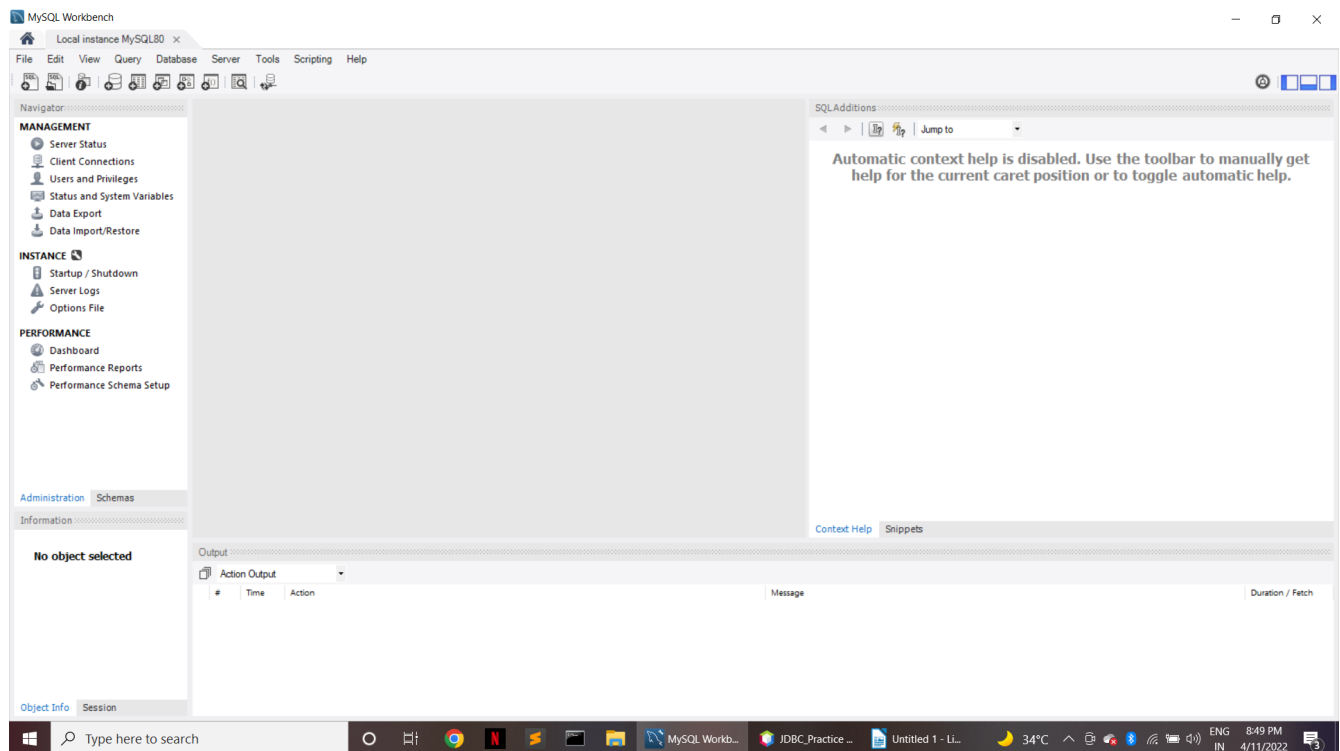 MySQL Workbench
Local instance MySQL80
File Edit View Query Database Server Tools Scripting Help
Navigator
MANAGEMENT
Server Status
Client Connections
Users and Privileges
Status and System Variables
Data Export
Data Import/Restore
INSTANCE
Startup / Shutdown
Server Logs
Options File
PERFORMANCE
Dashboard
Performance Reports
Performance Schema Setup
Administration Schemas
Information
No object selected
Object Info Session
SQLAdditions
Jump to
Automatic context help is disabled. Use the toolbar to manually get
help for the current caret position or to toggle automatic help.
Context Help Snippets
Output
Action Output
# Time Action Message Duration / Fetch
Type here to search
MySQL Workb...
JDBC_Practice ...
Untitled 1 - Li...
34°C
ENG
IN
8:49 PM
4/11/2022
3